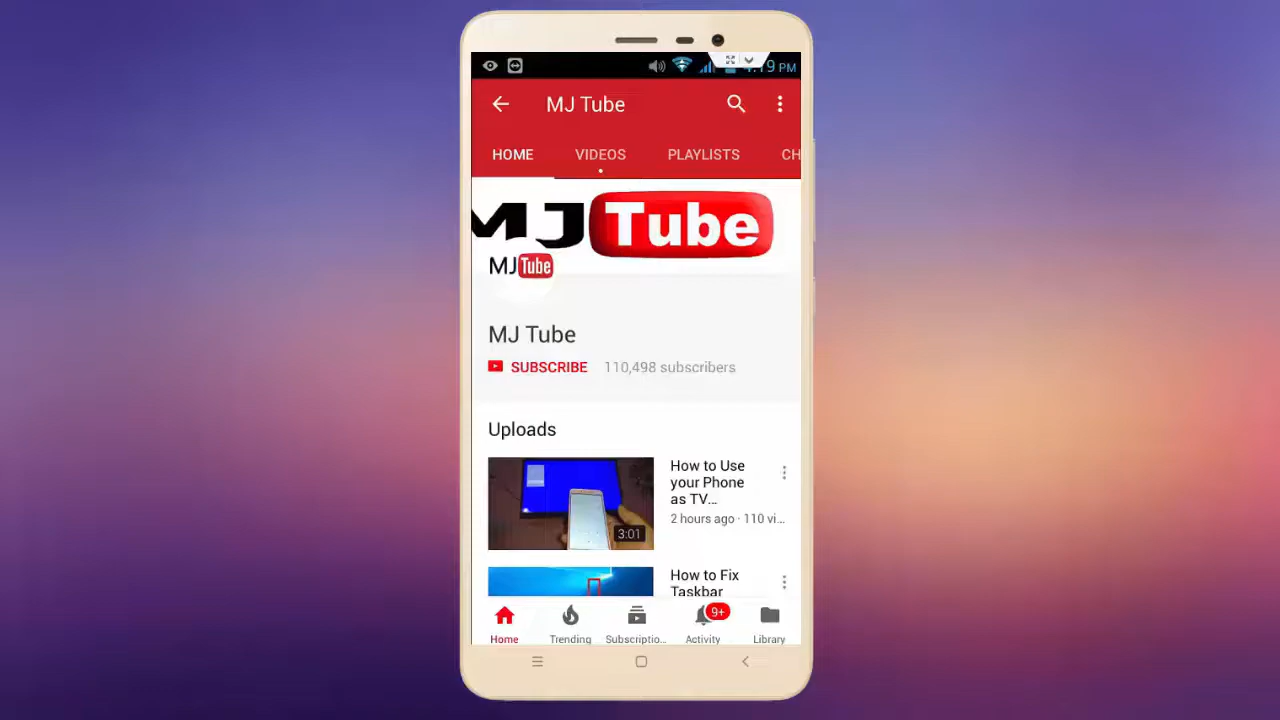 PM
MJ Tube
HOME VIDEOS PLAYLISTS CH
MJ Tube
MJ Tube
MJ Tube
SUBSCRIBE 110,498 subscribers
Uploads
How to Use
your Phone
as TV...
2 hours ago · 110 vi...
3:01
How to Fix
Taskbar
9+
Home Trending Subscriptio... Activity Library